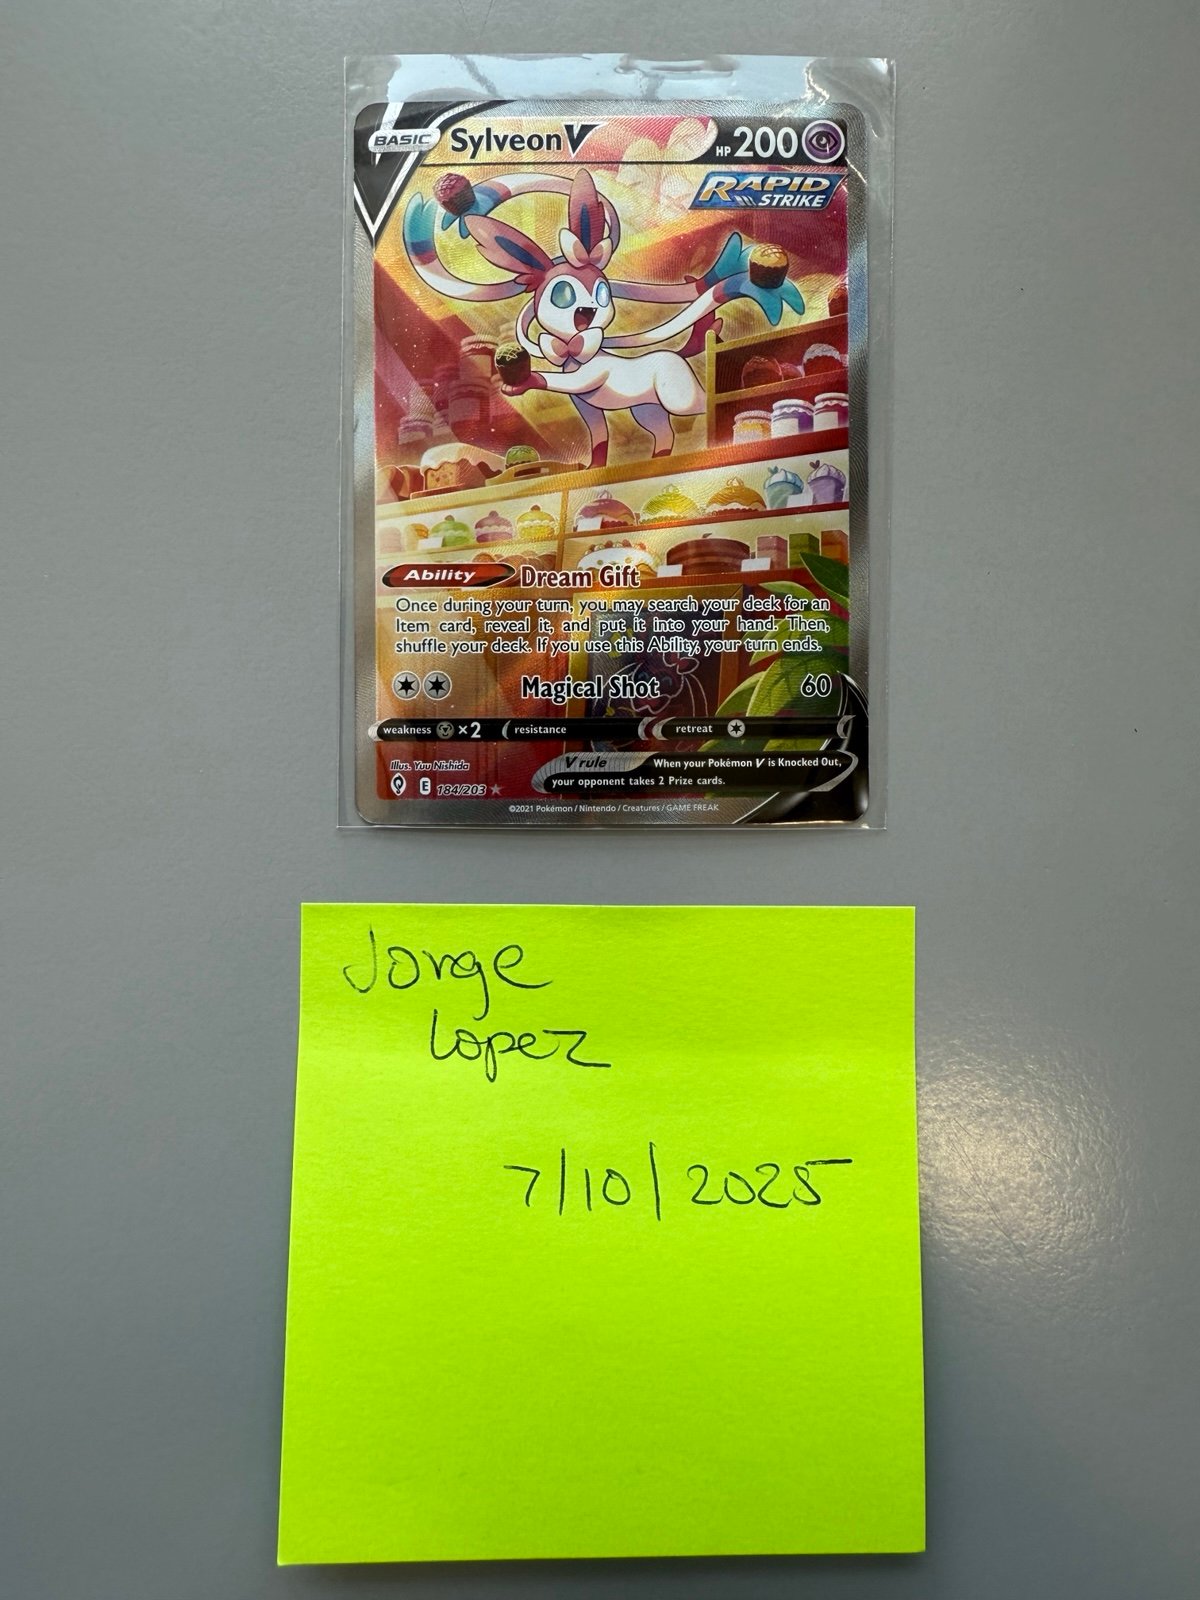 BASIC Sylveon V HP 200
RAPID
STRIKE
Ability Dream Gift
Once during your turn, you may search your deck for an
Item card, reveal it, and put it into your hand. Then,
shuffle your deck. If you use this Ability, your turn ends.
Magical Shot 60
weakness ×2 resistance retreat
V rule When your Pokémon V is Knocked Out,
your opponent takes 2 Prize cards.
Illus. Yuu Nishida
E 184/203 ★
©2021 Pokémon / Nintendo / Creatures / GAME FREAK
Jorge
Lopez
7/10/2025